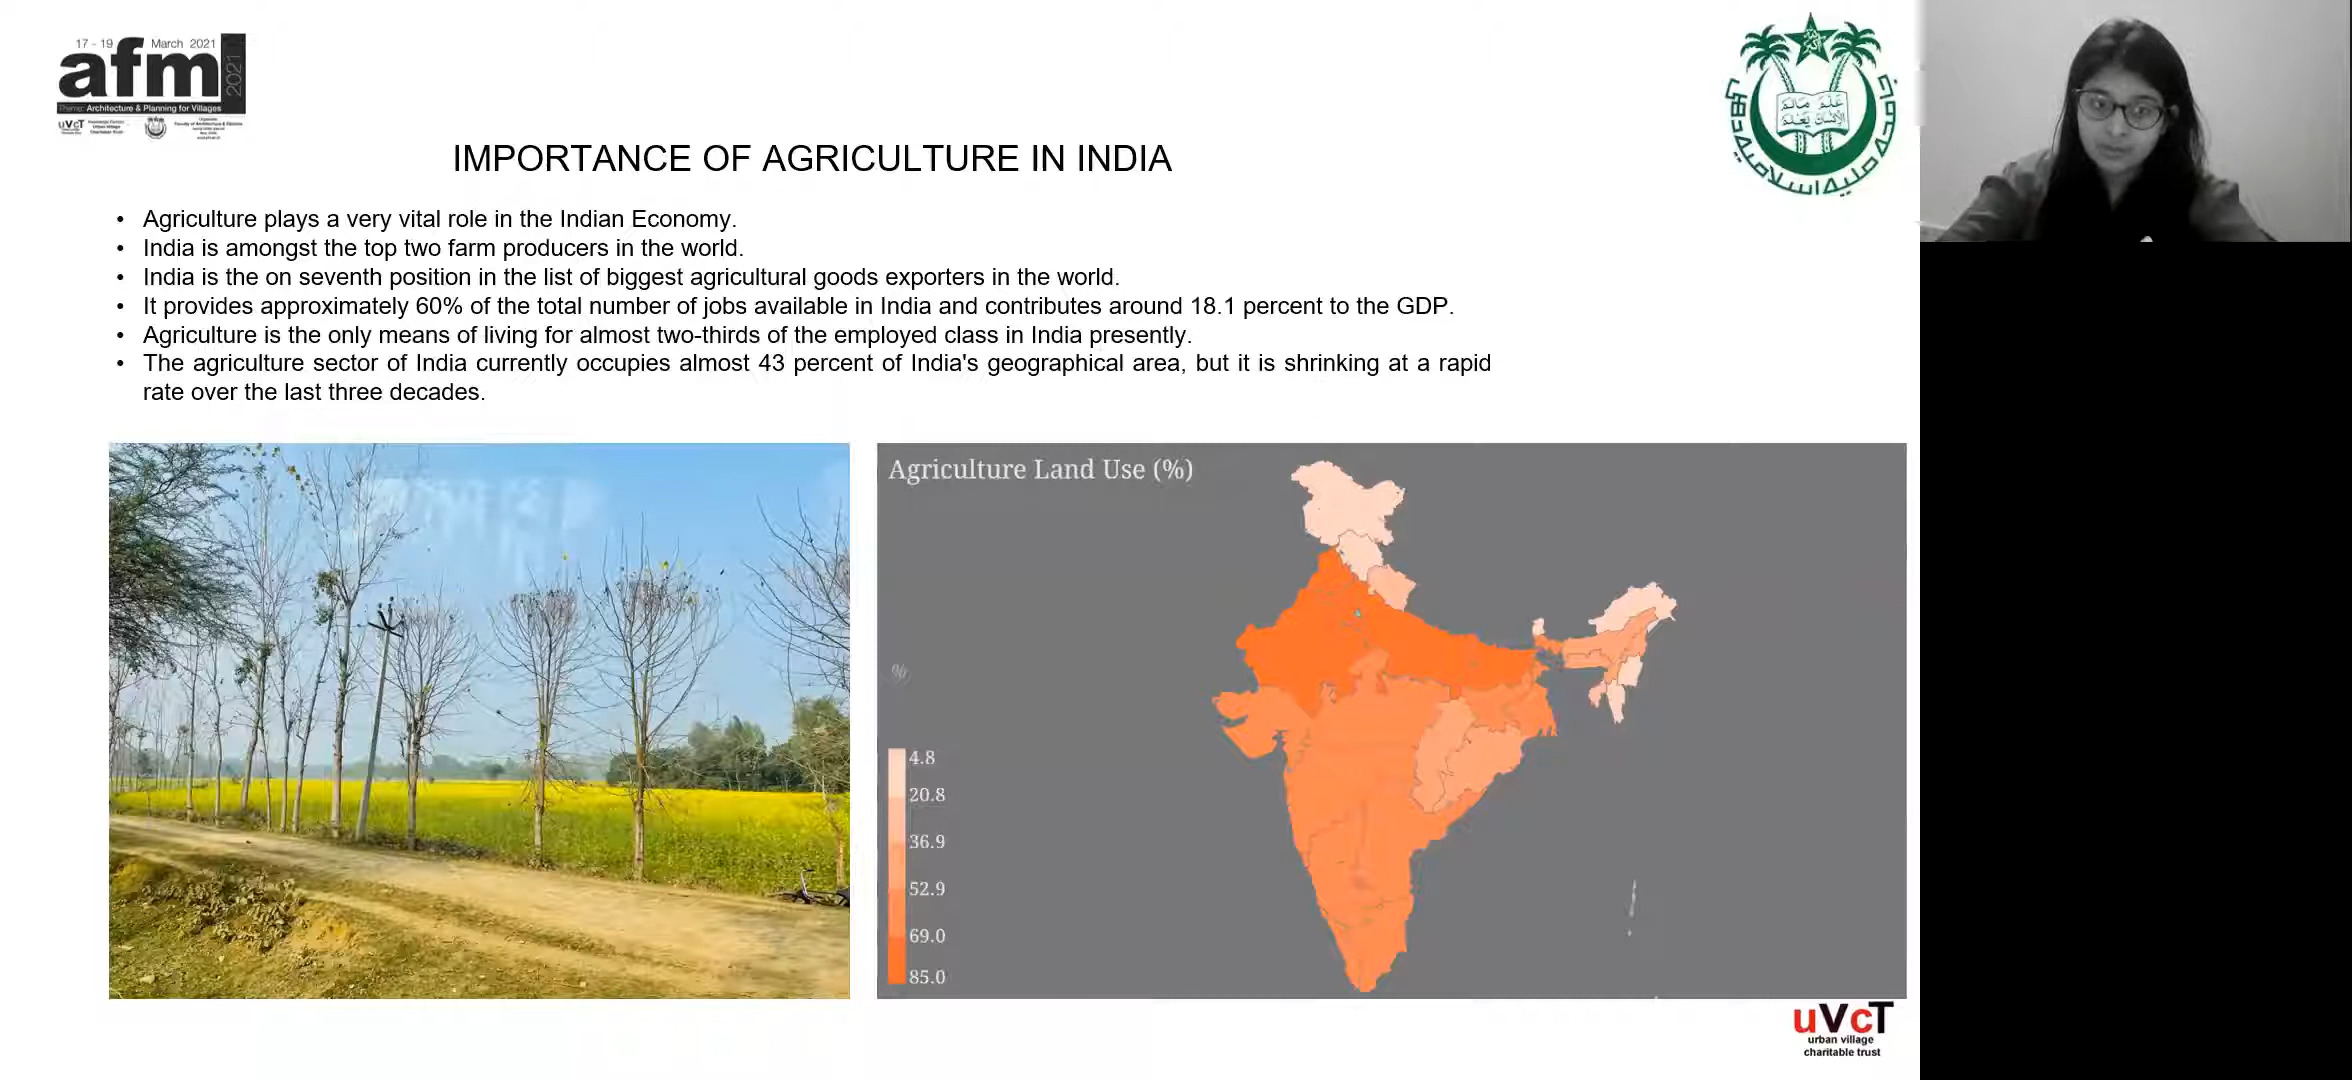 17 - 19 March 2021
afm
2021
Theme: Architecture & Planning for Villages
uVcT
IMPORTANCE OF AGRICULTURE IN INDIA
• Agriculture plays a very vital role in the Indian Economy.
• India is amongst the top two farm producers in the world.
• India is the on seventh position in the list of biggest agricultural goods exporters in the world.
• It provides approximately 60% of the total number of jobs available in India and contributes around 18.1 percent to the GDP.
• Agriculture is the only means of living for almost two-thirds of the employed class in India presently.
• The agriculture sector of India currently occupies almost 43 percent of India's geographical area, but it is shrinking at a rapid
rate over the last three decades.
Agriculture Land Use (%)
%
4.8
20.8
36.9
52.9
69.0
85.0
uVcT
urban village
charitable trust